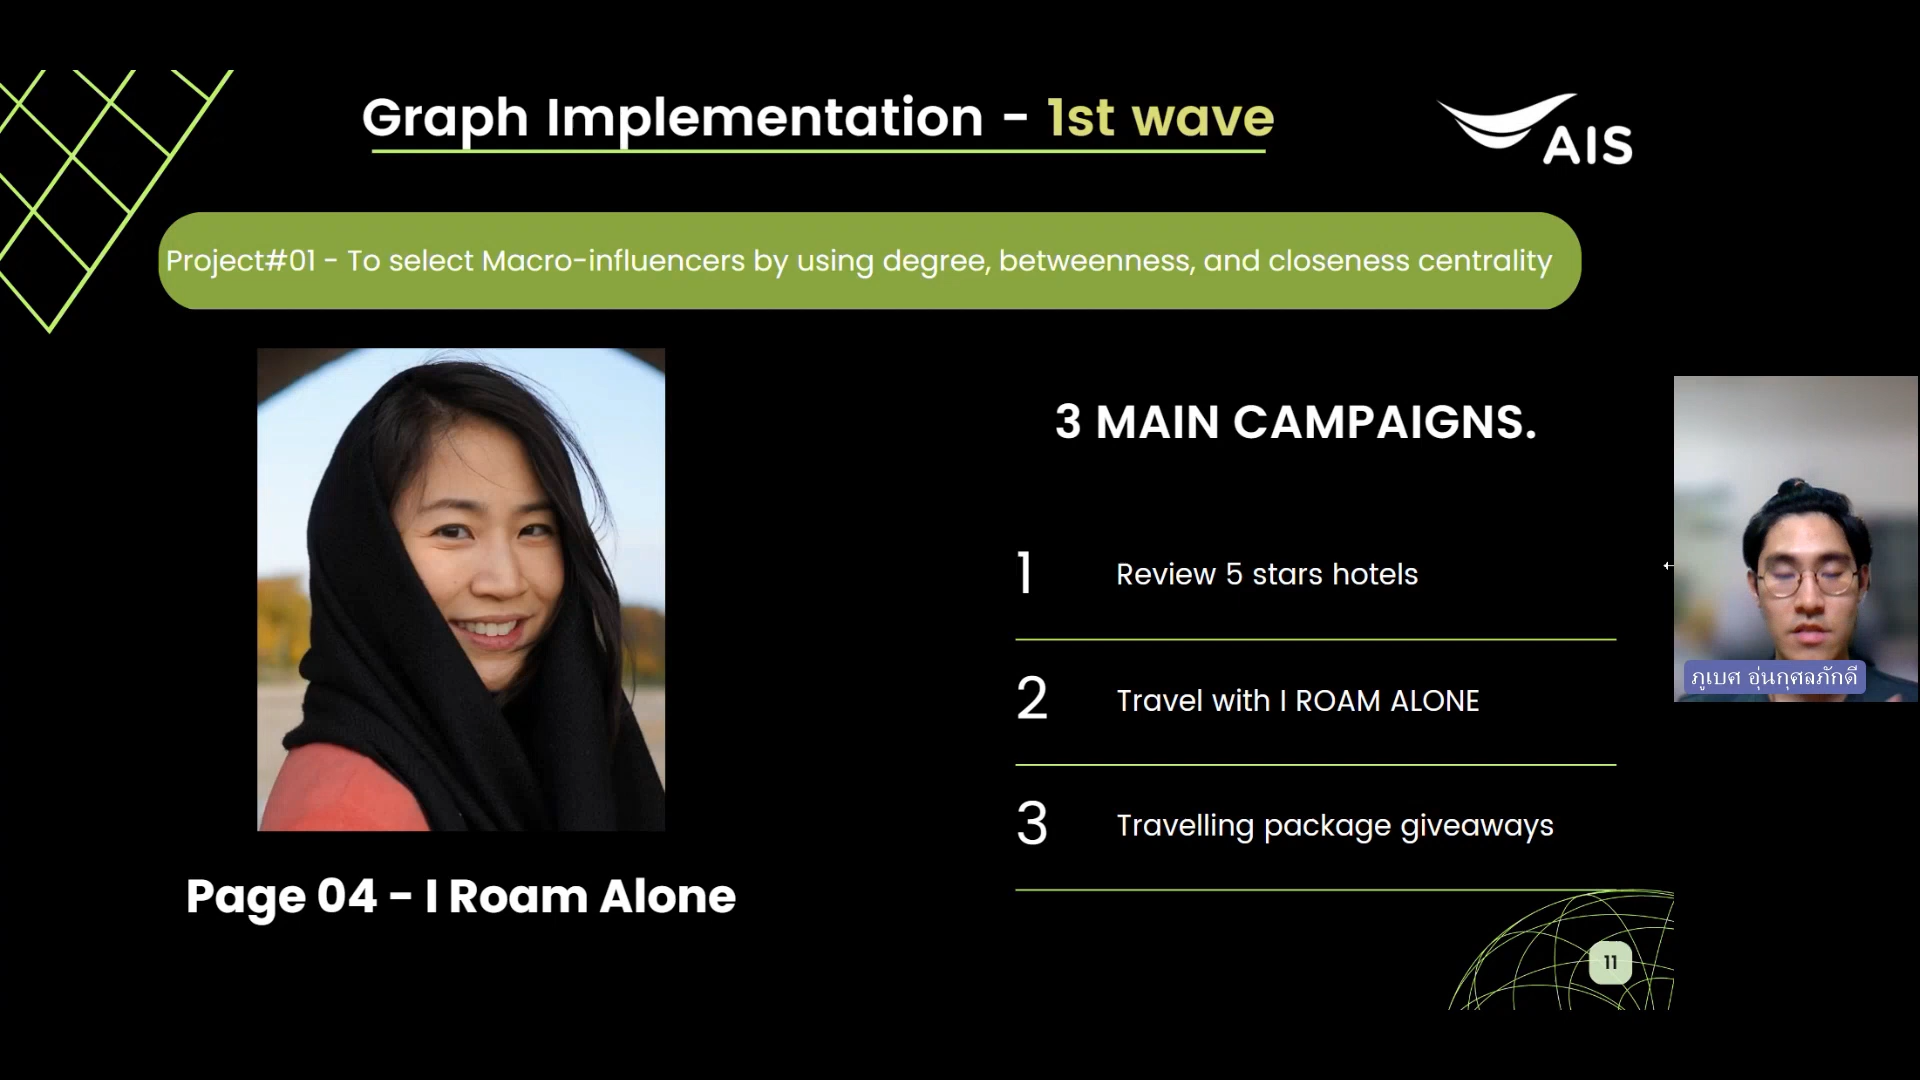 Graph Implementation - 1st wave
AIS
Project#01 - To select Macro-influencers by using degree, betweenness, and closeness centrality
3 MAIN CAMPAIGNS.
1 Review 5 stars hotels
2 Travel with I ROAM ALONE
3 Travelling package giveaways
Page 04 - I Roam Alone
ภูเบศ อุ่นกุศลภักดี
11